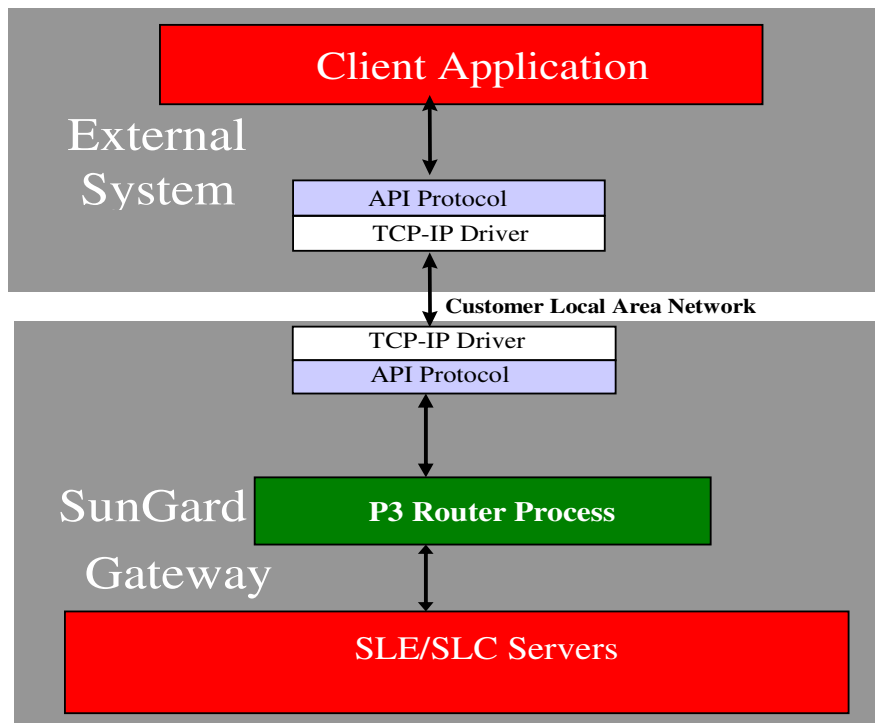 Client Application
External
System
API Protocol
TCP-IP Driver
Customer Local Area Network
TCP-IP Driver
API Protocol
SunGard
P3 Router Process
Gateway
SLE/SLC Servers